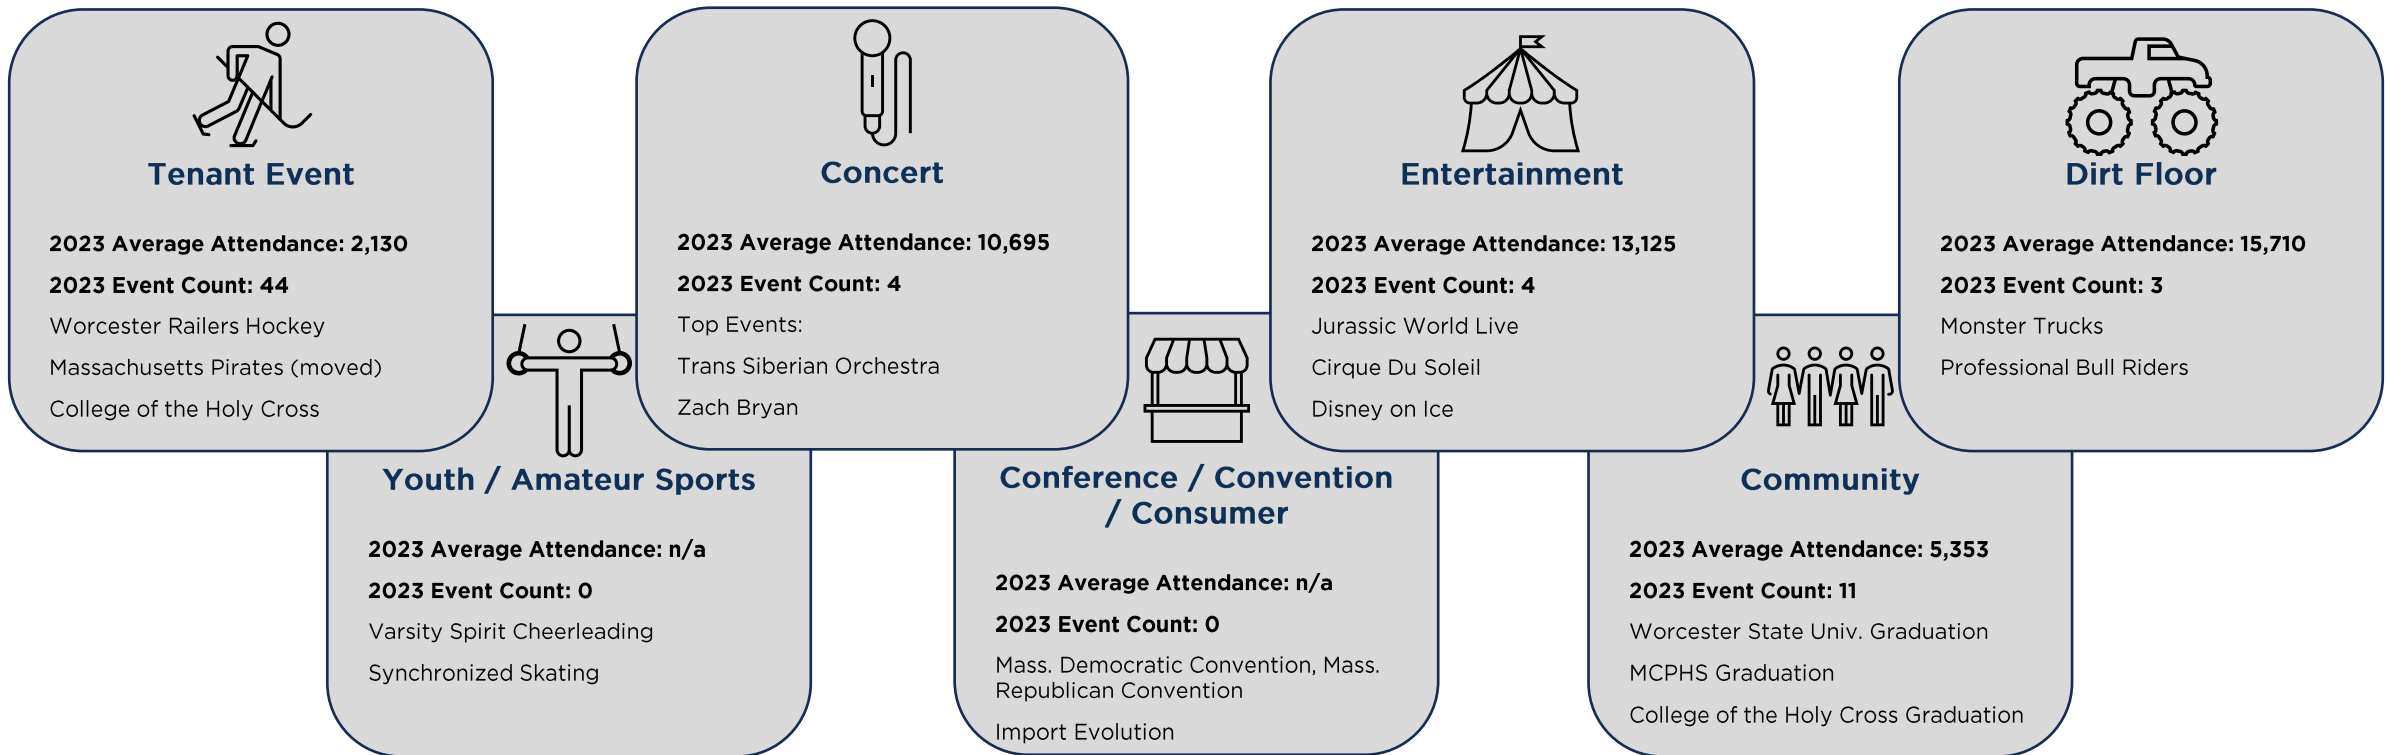 Tenant Event
2023 Average Attendance: 2,130
2023 Event Count: 44
Worcester Railers Hockey
Massachusetts Pirates (moved)
College of the Holy Cross
Concert
2023 Average Attendance: 10,695
2023 Event Count: 4
Top Events:
Trans Siberian Orchestra
Zach Bryan
Entertainment
2023 Average Attendance: 13,125
2023 Event Count: 4
Jurassic World Live
Cirque Du Soleil
Disney on Ice
Dirt Floor
2023 Average Attendance: 15,710
2023 Event Count: 3
Monster Trucks
Professional Bull Riders
Youth / Amateur Sports
2023 Average Attendance: n/a
2023 Event Count: 0
Varsity Spirit Cheerleading
Synchronized Skating
Conference / Convention
/ Consumer
2023 Average Attendance: n/a
2023 Event Count: 0
Mass. Democratic Convention, Mass.
Republican Convention
Import Evolution
Community
2023 Average Attendance: 5,353
2023 Event Count: 11
Worcester State Univ. Graduation
MCPHS Graduation
College of the Holy Cross Graduation